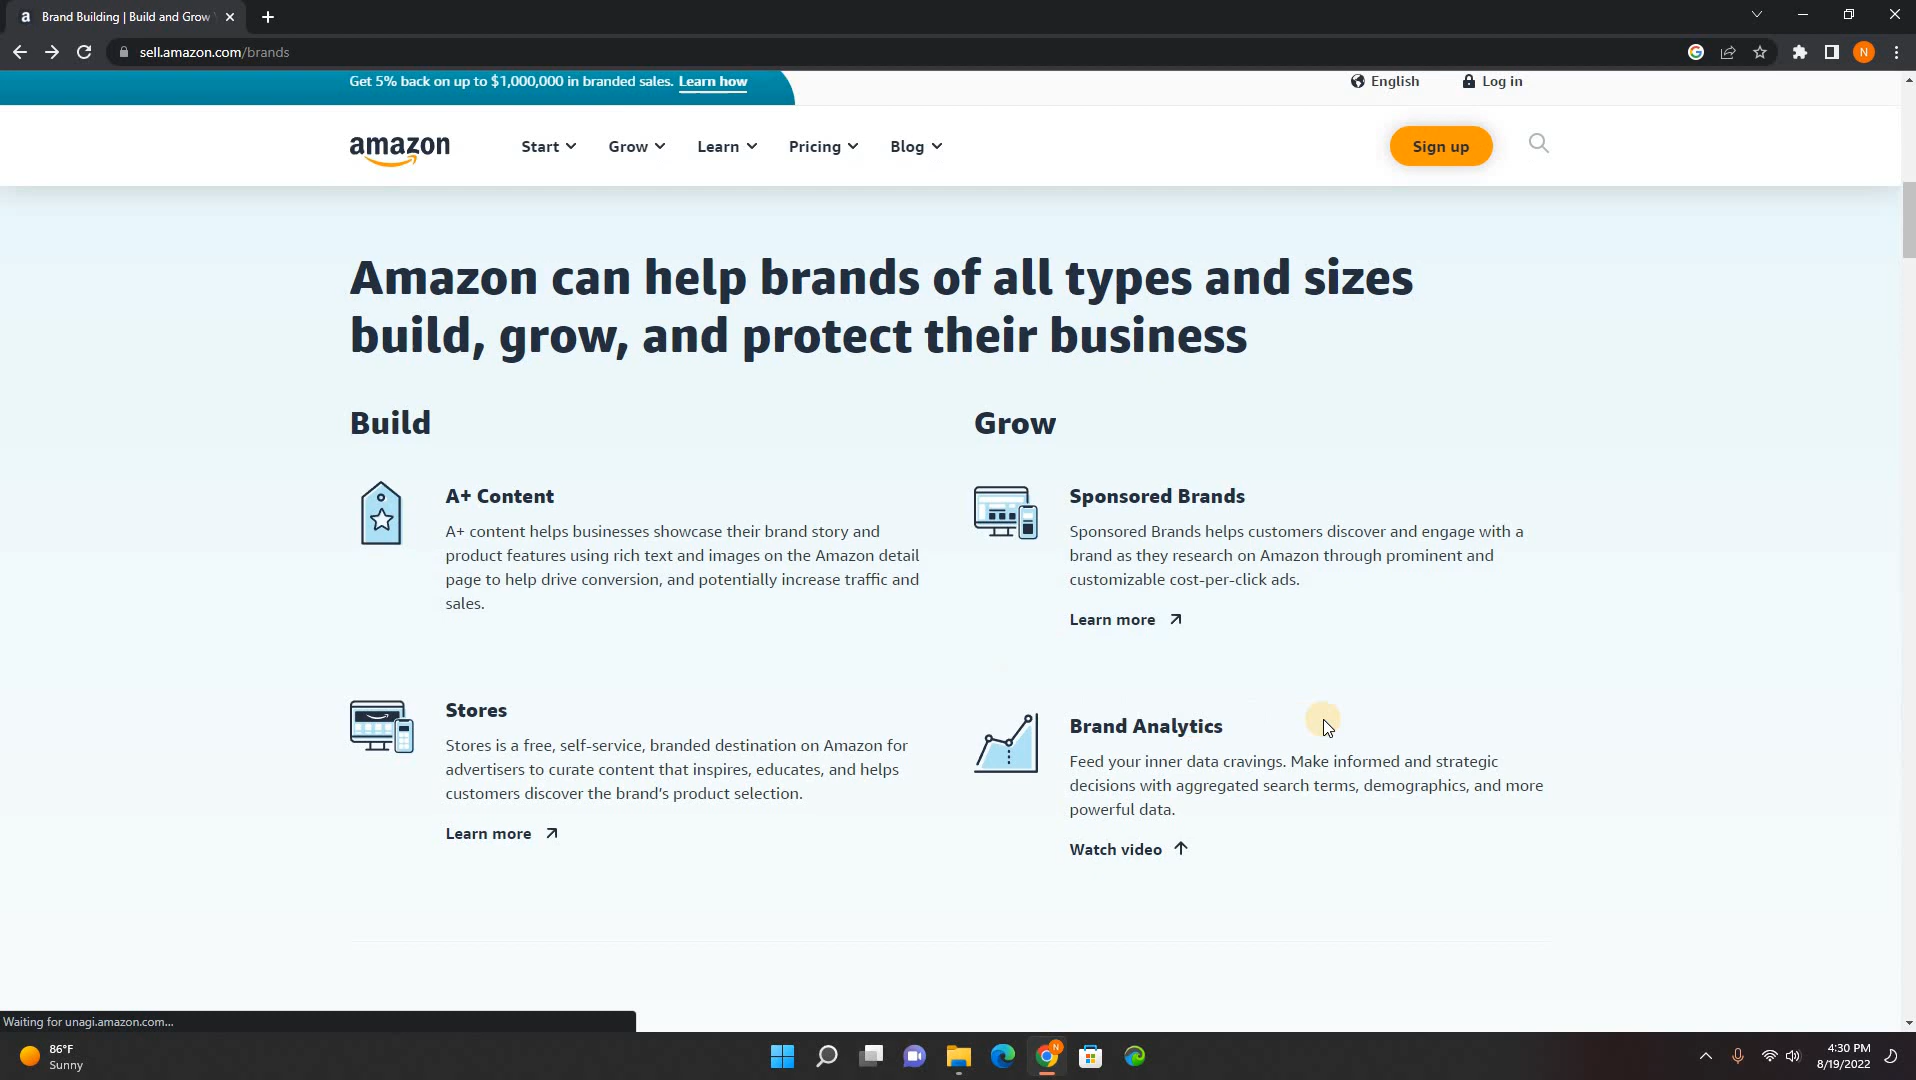 Brand Building | Build and Grow
sell.amazon.com/brands
N
Get 5% back on up to $1,000,000 in branded sales. Learn how
English
Log in
amazon
Start
Grow
Learn
Pricing
Blog
Sign up
Amazon can help brands of all types and sizes
build, grow, and protect their business
Build
A+ Content
A+ content helps businesses showcase their brand story and
product features using rich text and images on the Amazon detail
page to help drive conversion, and potentially increase traffic and
sales.
Stores
Stores is a free, self-service, branded destination on Amazon for
advertisers to curate content that inspires, educates, and helps
customers discover the brand’s product selection.
Learn more
Grow
Sponsored Brands
Sponsored Brands helps customers discover and engage with a
brand as they research on Amazon through prominent and
customizable cost-per-click ads.
Learn more
Brand Analytics
Feed your inner data cravings. Make informed and strategic
decisions with aggregated search terms, demographics, and more
powerful data.
Watch video
Waiting for unagi.amazon.com...
86°F
Sunny
N
4:30 PM
8/19/2022